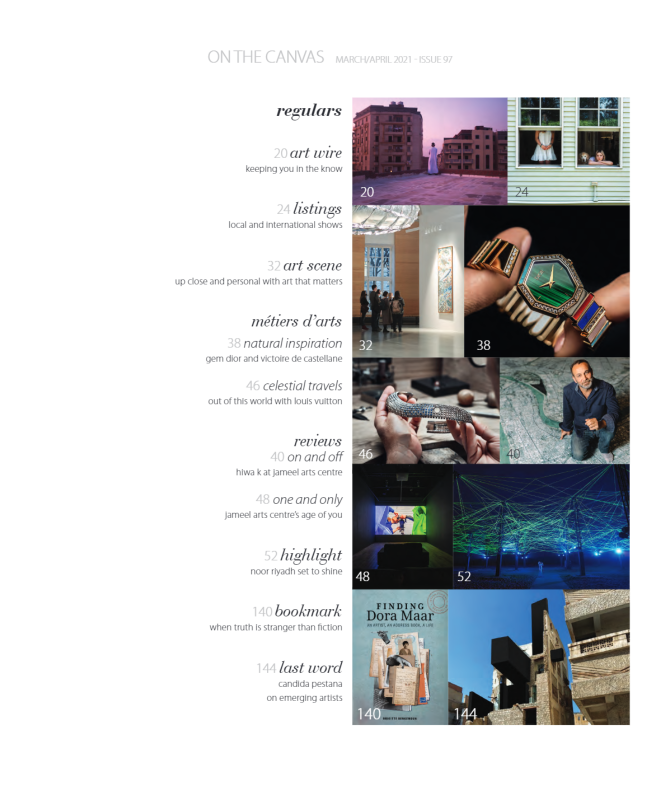 ON THE CANVAS MARCH/APRIL 2021 - ISSUE 97
regulars
20 art wire
keeping you in the know
24 listings
local and international shows
32 art scene
up close and personal with art that matters
métiers d'arts
38 natural inspiration
gem dior and victoire de castellane
46 celestial travels
out of this world with louis vuitton
reviews
40 on and off
hiwa k at jameel arts centre
48 one and only
jameel arts centre's age of you
52 highlight
noor riyadh set to shine
140 bookmark
when truth is stranger than fiction
144 last word
candida pestana
on emerging artists
20
24
32
38
46
40
48
52
FINDING
Dora Maar
AN ARTIST, AN ADDRESS BOOK, A LIFE
140
144